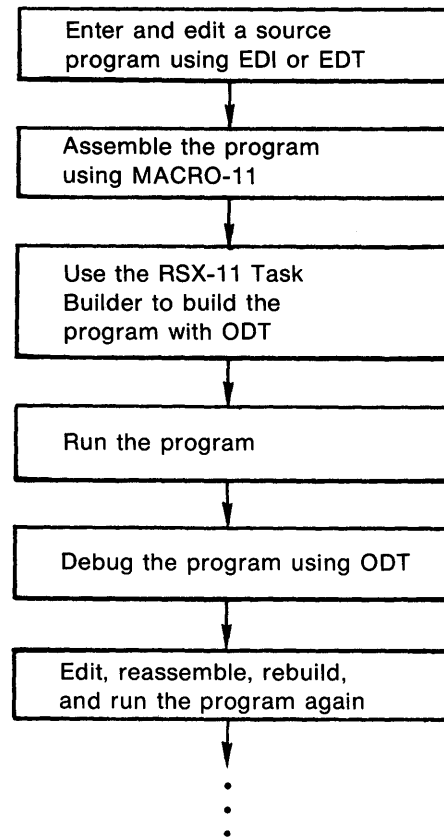 Enter and edit a source
program using EDI or EDT
Assemble the program
using MACRO-11
Use the RSX-11 Task
Builder to build the
program with ODT
Run the program
Debug the program using ODT
Edit, reassemble, rebuild,
and run the program again